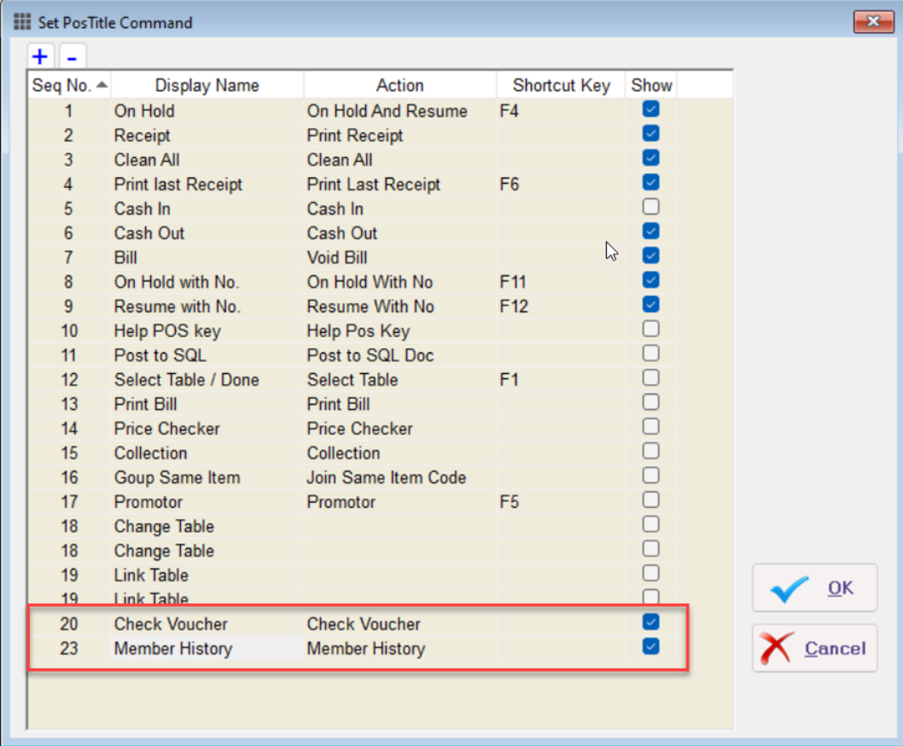 Set PosTitle Command
+ -
Seq No. Display Name Action Shortcut Key Show
1 On Hold On Hold And Resume F4
2 Receipt Print Receipt
3 Clean All Clean All
4 Print last Receipt Print Last Receipt F6
5 Cash In Cash In
6 Cash Out Cash Out
7 Bill Void Bill
8 On Hold with No. On Hold With No F11
9 Resume with No. Resume With No F12
10 Help POS key Help Pos Key
11 Post to SQL Post to SQL Doc
12 Select Table / Done Select Table F1
13 Print Bill Print Bill
14 Price Checker Price Checker
15 Collection Collection
16 Goup Same Item Join Same Item Code
17 Promotor Promotor F5
18 Change Table
18 Change Table
19 Link Table
19 Link Table
20 Check Voucher Check Voucher
23 Member History Member History
OK
Cancel